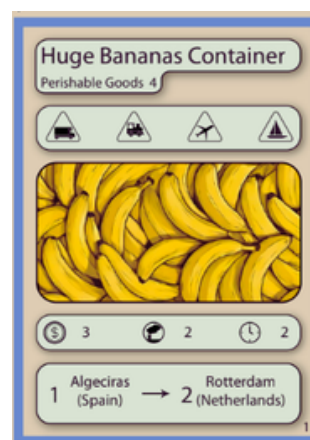 Huge Bananas Container
Perishable Goods 4
$ 3 2 2
1 Algeciras (Spain) → 2 Rotterdam (Netherlands)
1